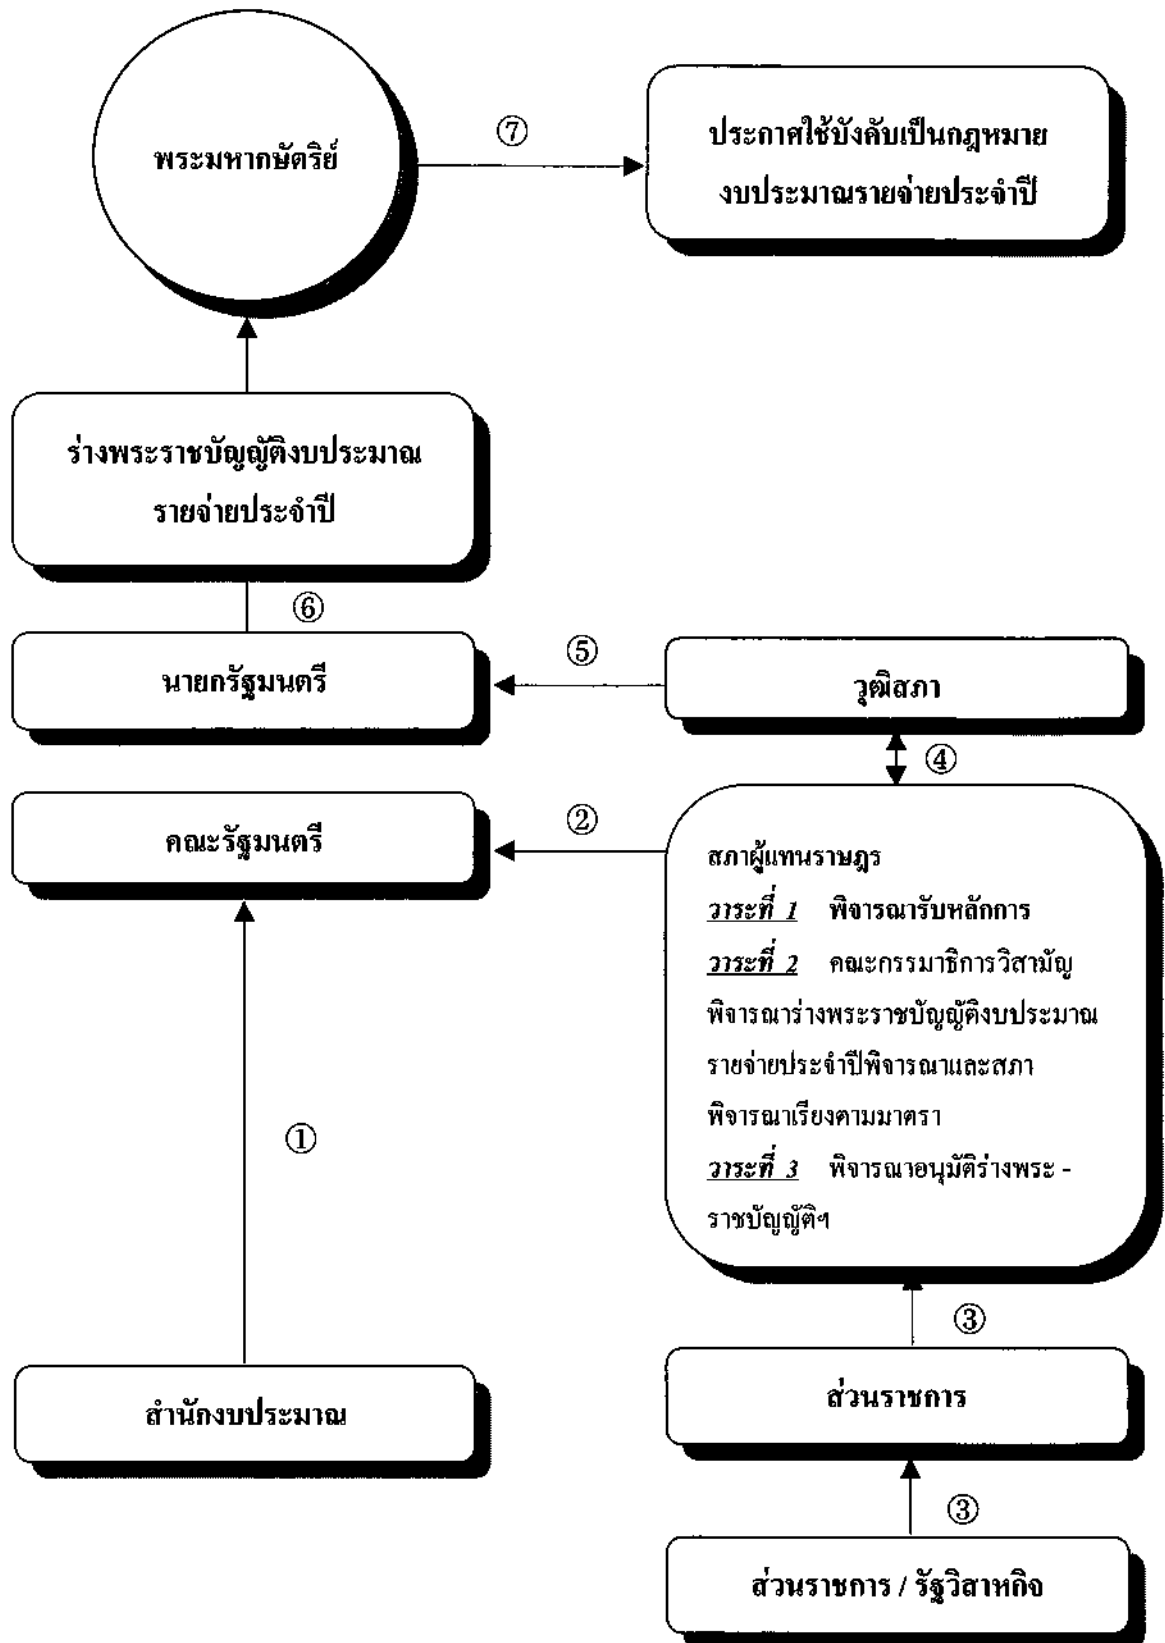 ⑦
พระมหากษัตริย์
ประกาศใช้บังคับเป็นกฎหมาย
งบประมาณรายจ่ายประจำปี
ร่างพระราชบัญญัติงบประมาณ
รายจ่ายประจำปี
⑥
นายกรัฐมนตรี
⑤
วุฒิสภา
④
คณะรัฐมนตรี
②
สภาผู้แทนราษฎร
วาระที่ 1 พิจารณารับหลักการ
วาระที่ 2 คณะกรรมาธิการวิสามัญ
พิจารณาร่างพระราชบัญญัติงบประมาณ
รายจ่ายประจำปีพิจารณาและสภา
พิจารณาเรียงตามมาตรา
วาระที่ 3 พิจารณาอนุมัติร่างพระ -
ราชบัญญัติฯ
①
③
สำนักงบประมาณ
ส่วนราชการ
③
ส่วนราชการ / รัฐวิสาหกิจ